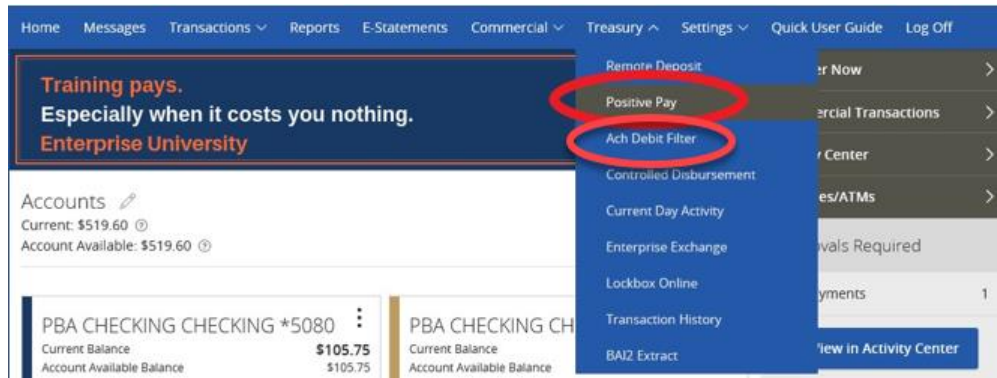 Home Messages Transactions Reports E-Statements Commercial Treasury Settings Quick User Guide Log Off
Training pays.
Especially when it costs you nothing.
Enterprise University
Accounts
Current: $519.60
Account Available: $519.60
PBA CHECKING CHECKING *5080
Current Balance $105.75
Account Available Balance $105.75
PBA CHECKING CH
Current Balance
Account Available Balance
Remote Deposit
Positive Pay
Ach Debit Filter
Controlled Disbursement
Current Day Activity
Enterprise Exchange
Lockbox Online
Transaction History
BAI2 Extract
er Now
ercial Transactions
Center
es/ATMs
vals Required
yments 1
View in Activity Center